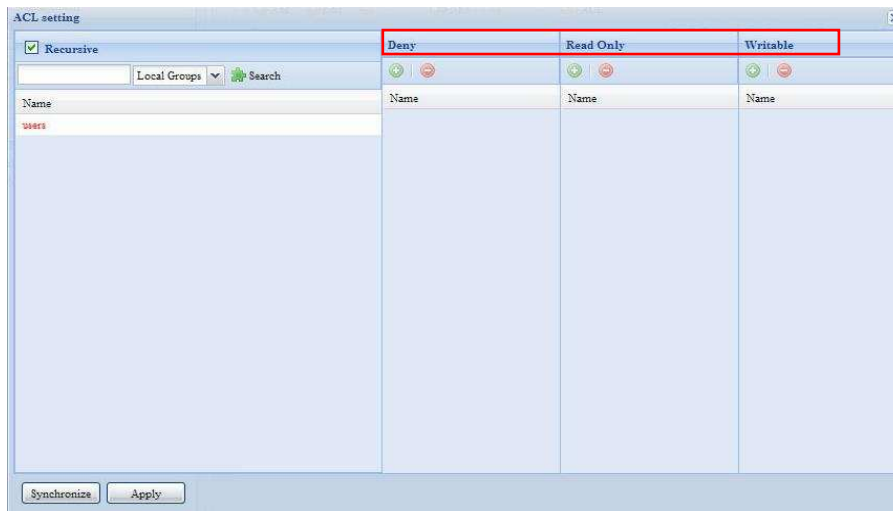 ACL setting
Recursive
Deny
Read Only
Writable
Local Groups
Search
Name
Name
Name
Name
users
Synchronize
Apply